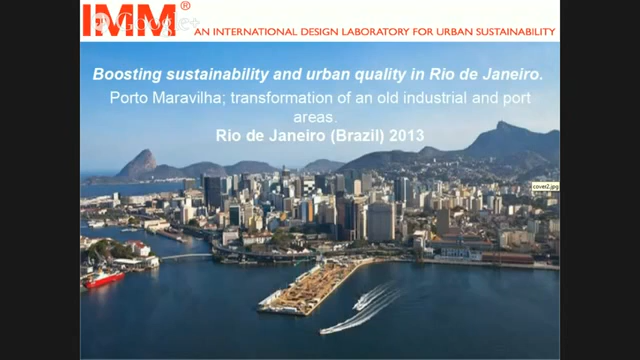 Google+
IMM®
AN INTERNATIONAL DESIGN LABORATORY FOR URBAN SUSTAINABILITY
Boosting sustainability and urban quality in Rio de Janeiro.
Porto Maravilha; transformation of an old industrial and port
areas.
Rio de Janeiro (Brazil) 2013
cover2.jpg